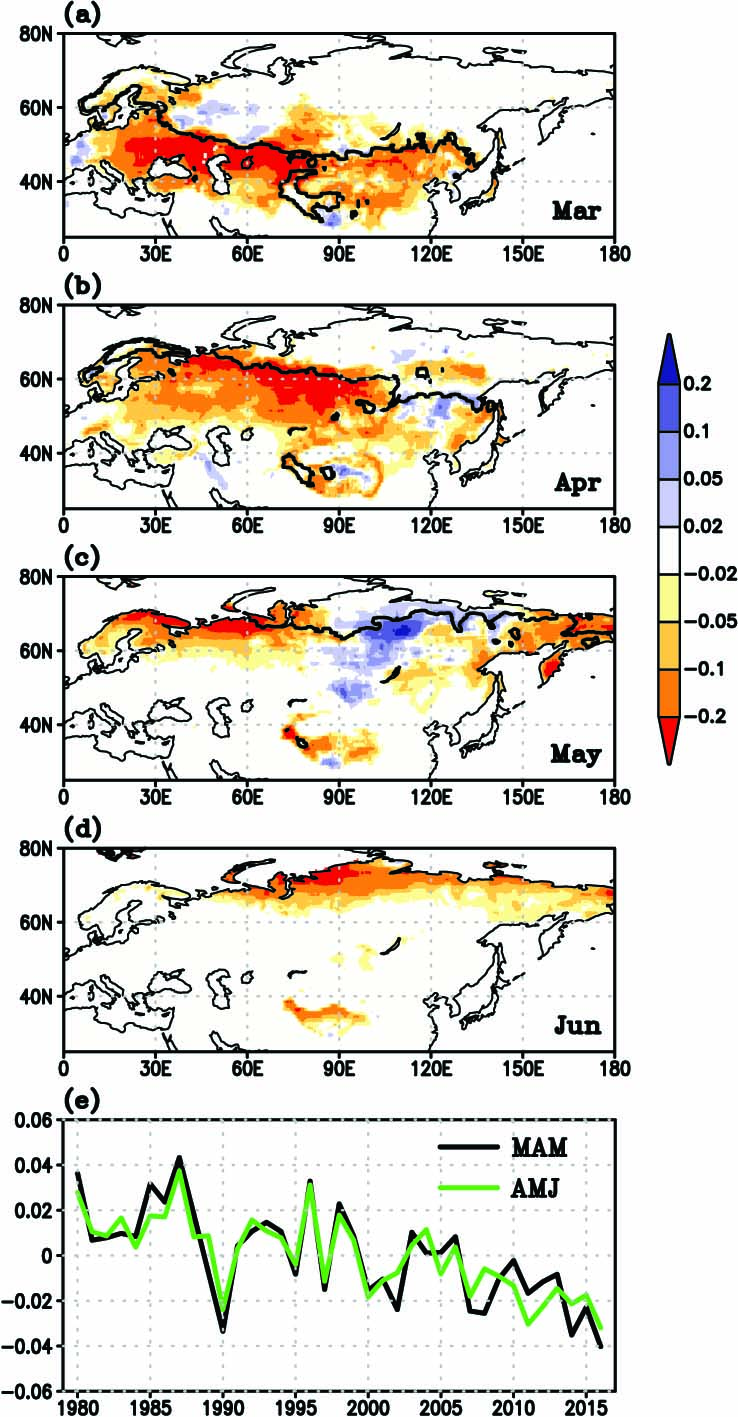 (a)
80N
60N
40N
Mar
0 30E 60E 90E 120E 150E 180
(b)
80N
60N
40N
Apr
0 30E 60E 90E 120E 150E 180
(c)
80N
60N
40N
May
0 30E 60E 90E 120E 150E 180
(d)
80N
60N
40N
Jun
0 30E 60E 90E 120E 150E 180
0.2
0.1
0.05
0.02
−0.02
−0.05
−0.1
−0.2
(e)
0.06
0.04
0.02
0
−0.02
−0.04
−0.06
MAM
AMJ
1980 1985 1990 1995 2000 2005 2010 2015